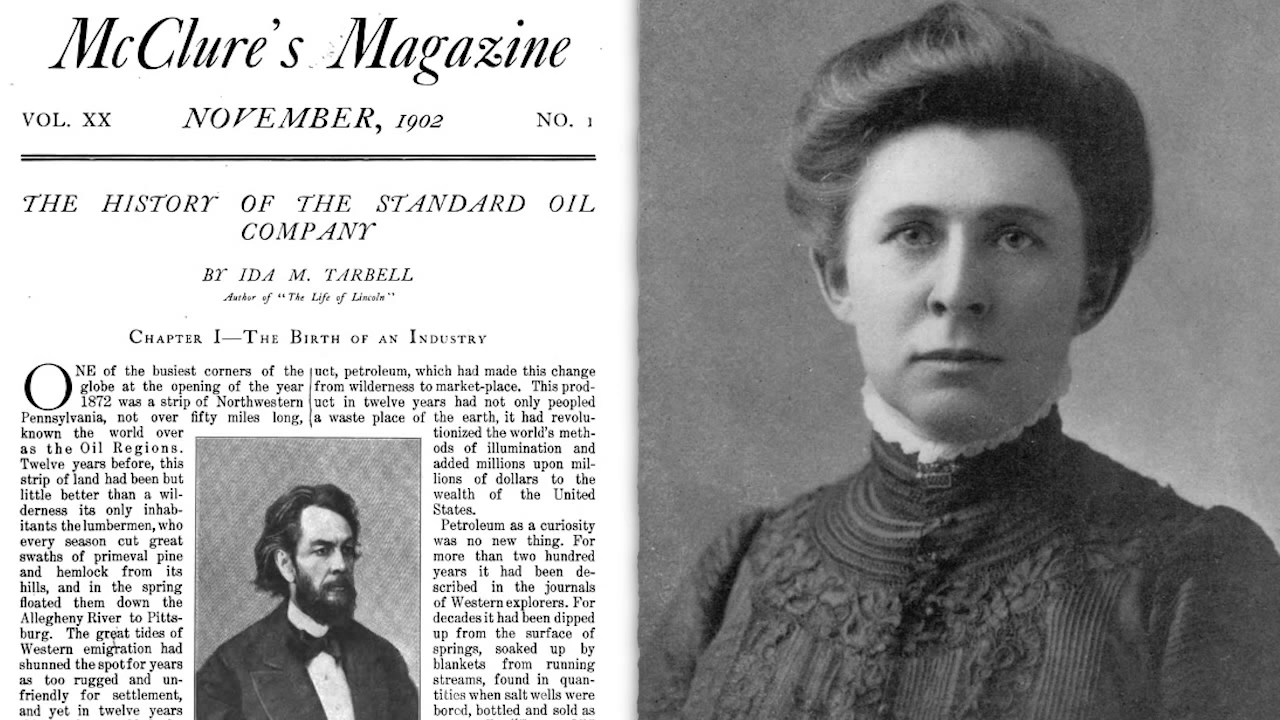 McClure's Magazine
VOL. XX NOVEMBER, 1902 NO. 1
THE HISTORY OF THE STANDARD OIL
COMPANY
BY IDA M. TARBELL
Author of "The Life of Lincoln"
CHAPTER I—THE BIRTH OF AN INDUSTRY
ONE of the busiest corners of the
globe at the opening of the year
1872 was a strip of Northwestern
Pennsylvania, not over fifty miles long,
known the world over
as the Oil Regions.
Twelve years before, this
strip of land had been but
little better than a wil-
derness its only inhab-
itants the lumbermen, who
every season cut great
swaths of primeval pine
and hemlock from its
hills, and in the spring
floated them down the
Allegheny River to Pitts-
burg. The great tides of
Western emigration had
shunned the spot for years
as too rugged and un-
friendly for settlement,
and yet in twelve years
uct, petroleum, which had made this change
from wilderness to market-place. This prod-
uct in twelve years had not only peopled
a waste place of the earth, it had revolu-
tionized the world's meth-
ods of illumination and
added millions upon mil-
lions of dollars to the
wealth of the United
States.
Petroleum as a curiosity
was no new thing. For
more than two hundred
years it had been de-
scribed in the journals
of Western explorers. For
decades it had been dipped
up from the surface of
springs, soaked up by
blankets from running
streams, found in quan-
tities when salt wells were
bored, bottled and sold as